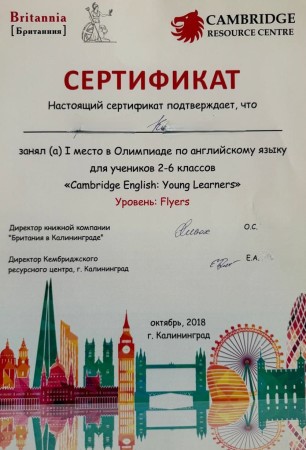 Britannia
[Британния]
CAMBRIDGE
RESOURCE CENTRE
СЕРТИФИКАТ
Настоящий сертификат подтверждает, что
занял (а) I место в Олимпиаде по английскому языку
для учеников 2-6 классов
«Cambridge English: Young Learners»
Уровень: Flyers
Директор книжной компании
"Британия в Калининграде"
О.С.
Директор Кембриджского
ресурсного центра, г. Калининград
Е.А.
октябрь, 2018
г. Калининград